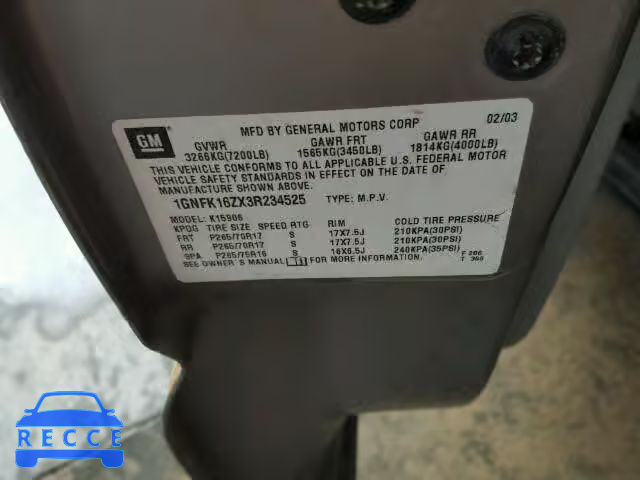 GM
MFD BY GENERAL MOTORS CORP 02/03
GVWR GAWR FRT GAWR RR
3266KG(7200LB) 1565KG(3450LB) 1814KG(4000LB)
THIS VEHICLE CONFORMS TO ALL APPLICABLE U.S. FEDERAL MOTOR
VEHICLE SAFETY STANDARDS IN EFFECT ON THE DATE OF
MANUFACTURE SHOWN ABOVE.
1GNFK16ZX3R234525 TYPE: M.P.V.
MODEL: K15906
KPDG TIRE SIZE SPEED RTG RIM COLD TIRE PRESSURE
FRT P265/70R17 S 17X7.5J 210KPA(30PSI)
RR P265/70R17 S 17X7.5J 210KPA(30PSI)
SPA P265/75R16 S 16X6.5J 240KPA(35PSI)
SEE OWNER'S MANUAL FOR MORE INFORMATION. F 206
T 360
RECCE